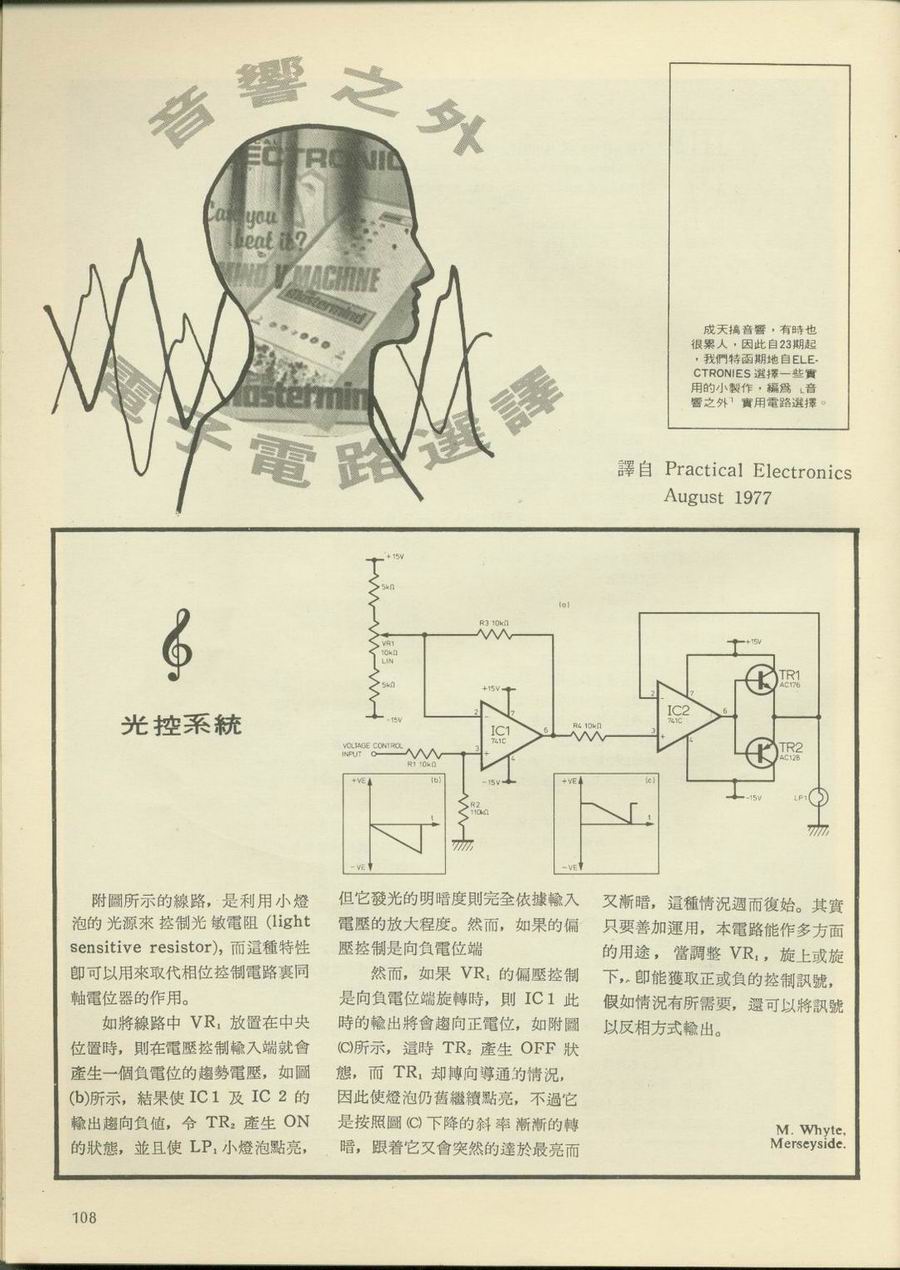 音響之外
ECTRONIC
Can you
beat it?
MIND V MACHINE
Mastermind
Mastermin
電子電路選譯
成天搞音響，有時也
很累人，因此自23期起
，我們特函期地自ELE-
CTRONIES 選擇一些實
用的小製作，編爲「音
響之外」實用電路選擇。
譯自 Practical Electronics
August 1977
光控系統
+15V
5kΩ
VR1
10kΩ
LIN
5kΩ
-15V
R3 10kΩ
(a)
+15V
2
7
IC1
741C
6
3
4
-15V
VOLTAGE CONTROL
INPUT
R1 10kΩ
R2
110kΩ
R4 10kΩ
+15V
2
7
IC2
741C
6
3
4
-15V
TR1
AC176
TR2
AC128
LP1
+VE
(b)
t
-VE
+VE
(c)
t
-VE
附圖所示的線路，是利用小燈
泡的光源來控制光敏電阻 (light
sensitive resistor)，而這種特性
卽可以用來取代相位控制電路裏同
軸電位器的作用。
如將線路中 VR₁ 放置在中央
位置時，則在電壓控制輸入端就會
產生一個負電位的趨勢電壓，如圖
(b)所示，結果使 IC 1 及 IC 2 的
輸出趨向負值，令 TR₂ 產生 ON
的狀態，並且使 LP₁ 小燈泡點亮，
但它發光的明暗度則完全依據輸入
電壓的放大程度。然而，如果的偏
壓控制是向負電位端
然而，如果 VR₁ 的偏壓控制
是向負電位端旋轉時，則 IC 1 此
時的輸出將會趨向正電位，如附圖
(C)所示，這時 TR₂ 產生 OFF 狀
態，而 TR₁ 却轉向導通的情況，
因此使燈泡仍舊繼續點亮，不過它
是按照圖 (C) 下降的斜率漸漸的轉
暗，跟着它又會突然的達於最亮而
又漸暗，這種情況週而復始。其實
只要善加運用，本電路能作多方面
的用途，當調整 VR₁，旋上或旋
下，卽能獲取正或負的控制訊號，
假如情況有所需要，還可以將訊號
以反相方式輸出。
M. Whyte,
Merseyside.
108